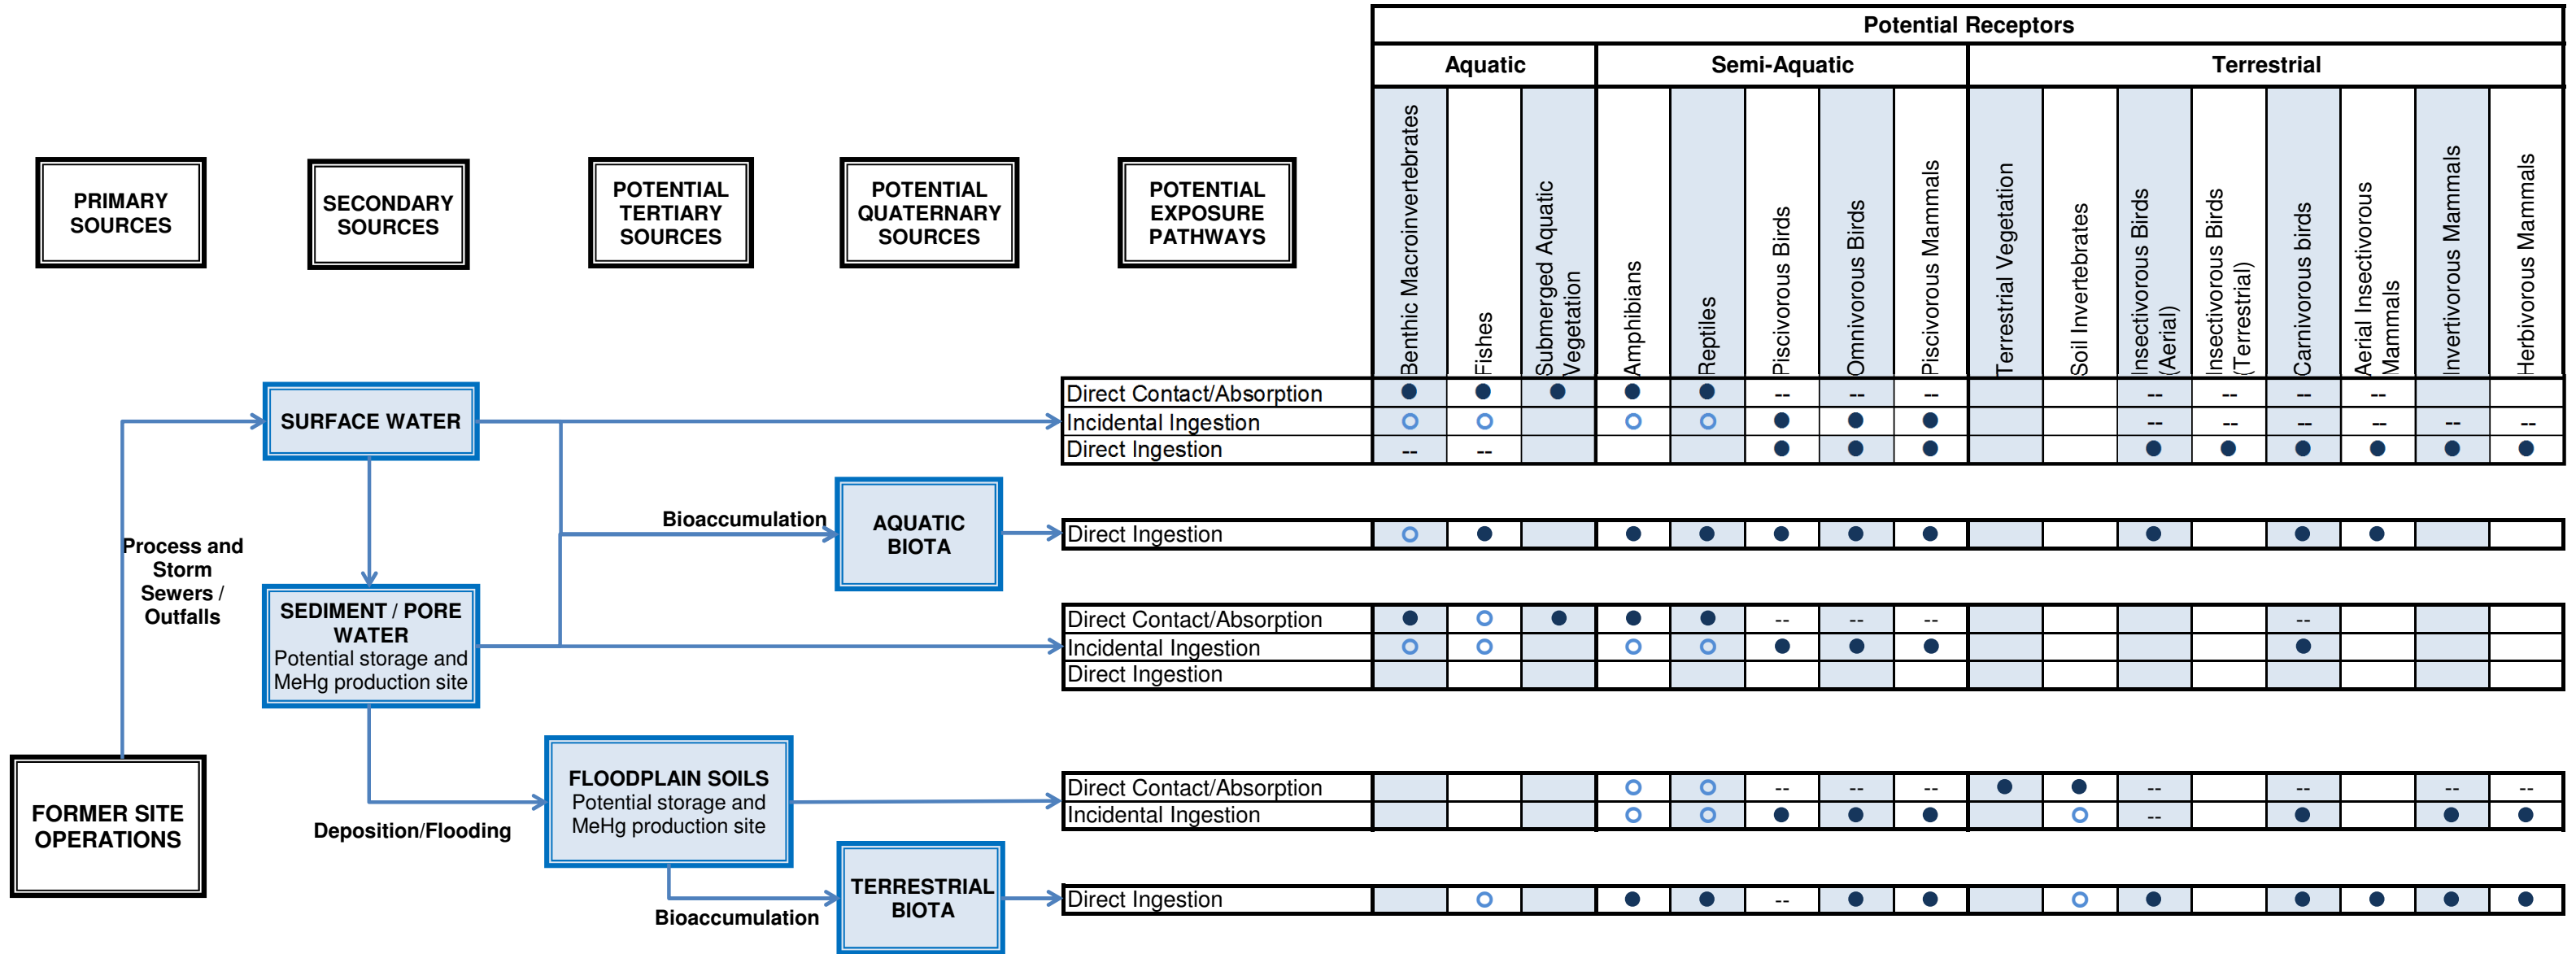 Potential Receptors
Aquatic
Semi-Aquatic
Terrestrial
Benthic Macroinvertebrates
Fishes
Submerged Aquatic
Vegetation
Amphibians
Reptiles
Piscivorous Birds
Omnivorous Birds
Piscivorous Mammals
Terrestrial Vegetation
Soil Invertebrates
Insectivorous Birds
(Aerial)
Insectivorous Birds
(Terrestrial)
Carnivorous birds
Aerial Insectivorous
Mammals
Invertivorous Mammals
Herbivorous Mammals
PRIMARY
SOURCES
SECONDARY
SOURCES
POTENTIAL
TERTIARY
SOURCES
POTENTIAL
QUATERNARY
SOURCES
POTENTIAL
EXPOSURE
PATHWAYS
SURFACE WATER
Direct Contact/Absorption -- -- -- -- -- -- --
Incidental Ingestion -- -- -- -- -- --
Direct Ingestion -- --
Bioaccumulation
AQUATIC
BIOTA
Direct Ingestion
Process and
Storm
Sewers /
Outfalls
SEDIMENT / PORE
WATER
Potential storage and
MeHg production site
Direct Contact/Absorption -- -- -- --
Incidental Ingestion
Direct Ingestion
FLOODPLAIN SOILS
Potential storage and
MeHg production site
Deposition/Flooding
Direct Contact/Absorption -- -- -- -- -- -- --
Incidental Ingestion --
FORMER SITE
OPERATIONS
TERRESTRIAL
BIOTA
Bioaccumulation
Direct Ingestion --